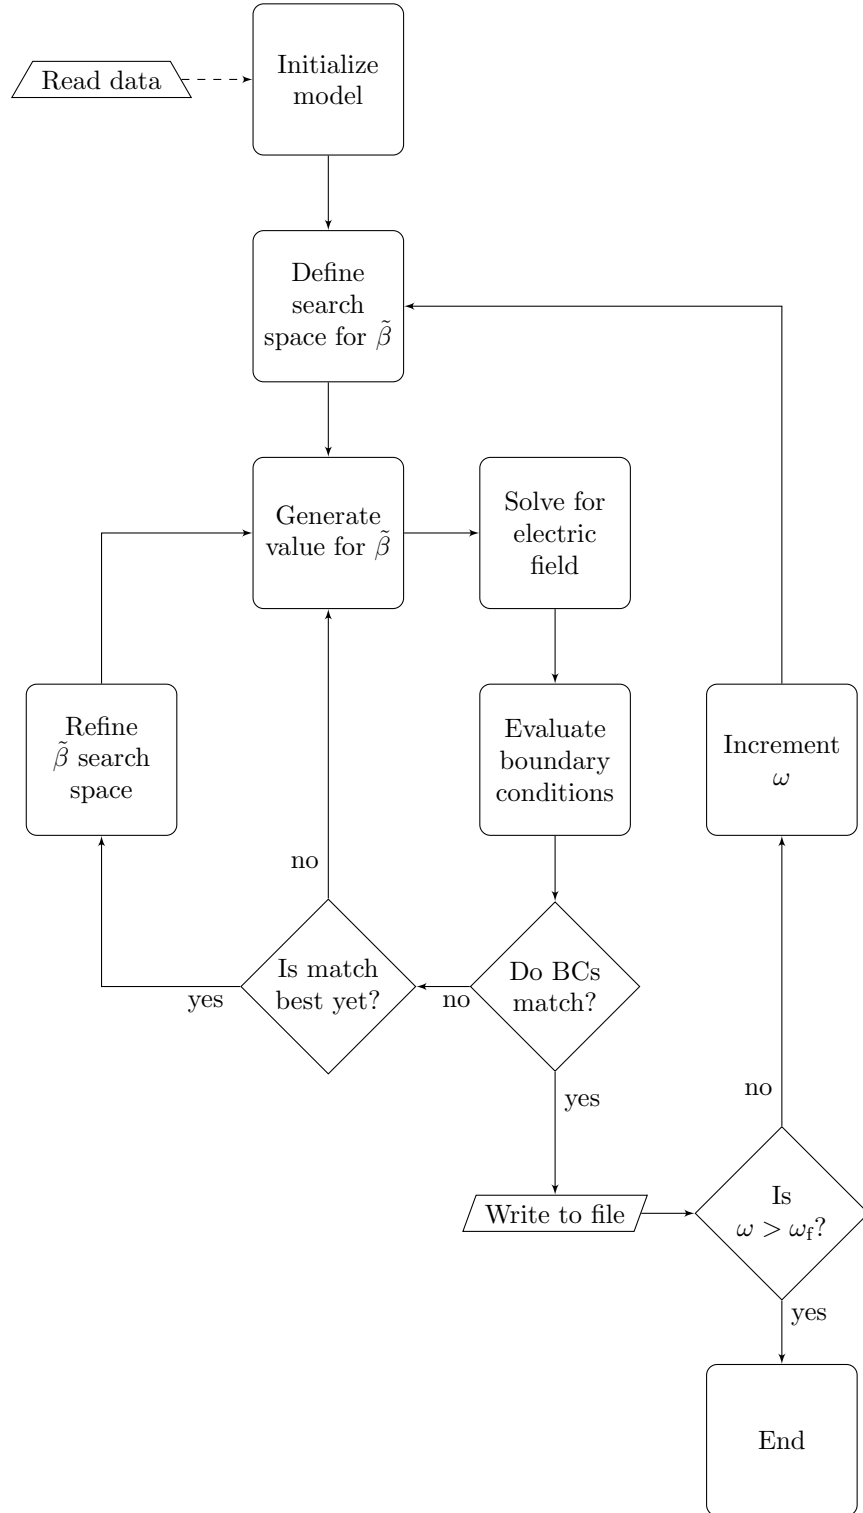 Initialize
model
Read data
Define
search
space for β̃
Generate
value for β̃
Solve for
electric
field
Refine
β̃ search
space
Evaluate
boundary
conditions
Increment
ω
no
Is match
best yet?
yes
Do BCs
match?
no
yes
no
Write to file
Is
ω > ω_f?
yes
End